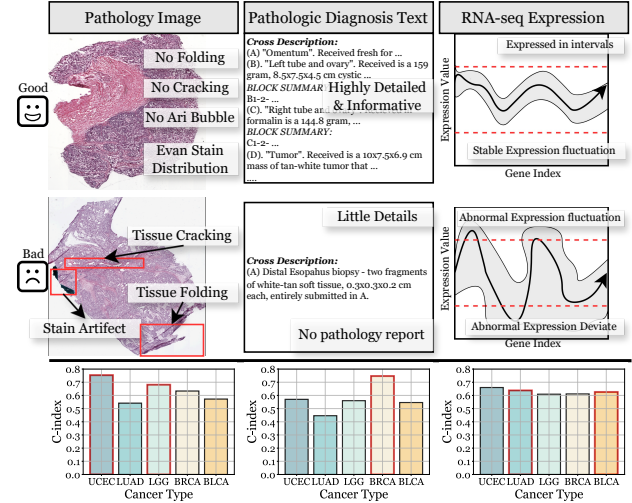 Pathology Image
Pathologic Diagnosis Text
RNA-seq Expression
Good
No Folding
No Cracking
No Ari Bubble
Evan Stain
Distribution
Cross Description:
(A) "Omentum". Received fresh for ...
(B). "Left tube and ovary". Received is a 159
gram, 8.5x7.5x4.5 cm cystic ...
BLOCK SUMMAR
B1-2- ...
(C). "Right tube and
formalin is a 144.8 gram, ...
BLOCK SUMMARY:
C1-2- ...
(D). "Tumor". Received is a 10x7.5x6.9 cm
mass of tan-white tumor that ...
....
Highly Detailed
& Informative
Expression Value
Expressed in intervals
Stable Expression fluctuation
Gene Index
Bad
Tissue Cracking
Tissue Folding
Stain Artifect
Little Details
Cross Description:
(A) Distal Esopahus biopsy - two fragments
of white-tan soft tissue, 0.3x0.3x0.2 cm
each, entirely submitted in A.
No pathology report
Expression Value
Abnormal Expression fluctuation
Abnormal Expression Deviate
Gene Index
C-index
0.8
0.7
0.6
0.5
0.4
0.3
0.2
0.1
0.0
UCEC LUAD LGG BRCA BLCA
Cancer Type
C-index
0.8
0.7
0.6
0.5
0.4
0.3
0.2
0.1
0.0
UCEC LUAD LGG BRCA BLCA
Cancer Type
C-index
0.8
0.7
0.6
0.5
0.4
0.3
0.2
0.1
0.0
UCEC LUAD LGG BRCA BLCA
Cancer Type